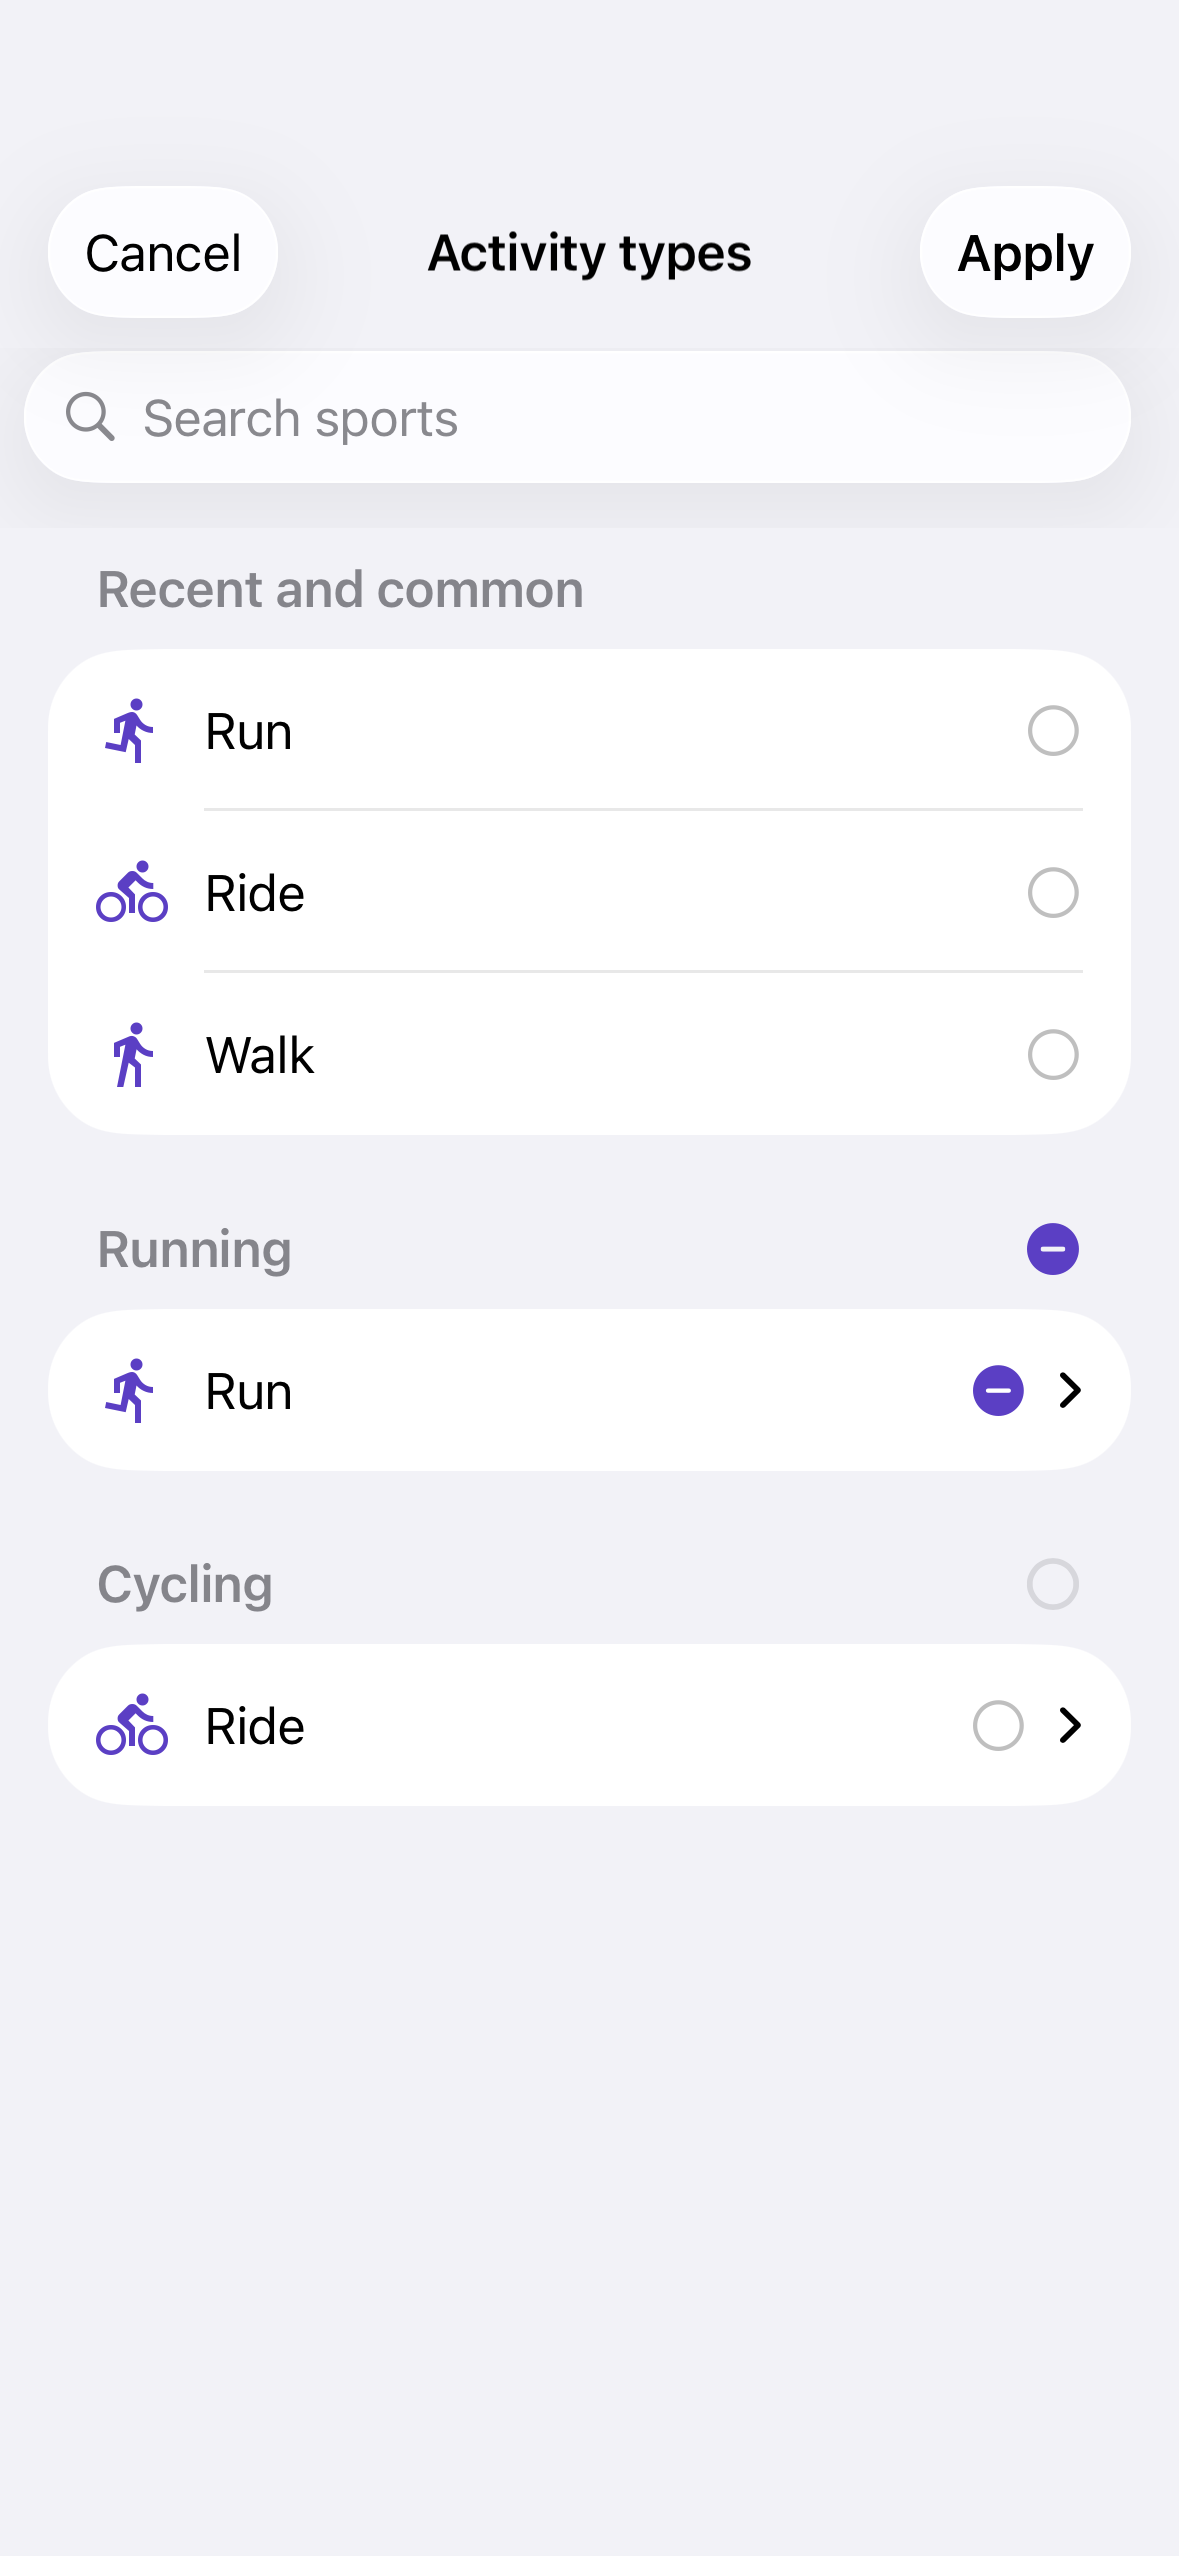 Cancel
Activity types
Apply
Search sports
Recent and common
Run
Ride
Walk
Running
Run
Cycling
Ride